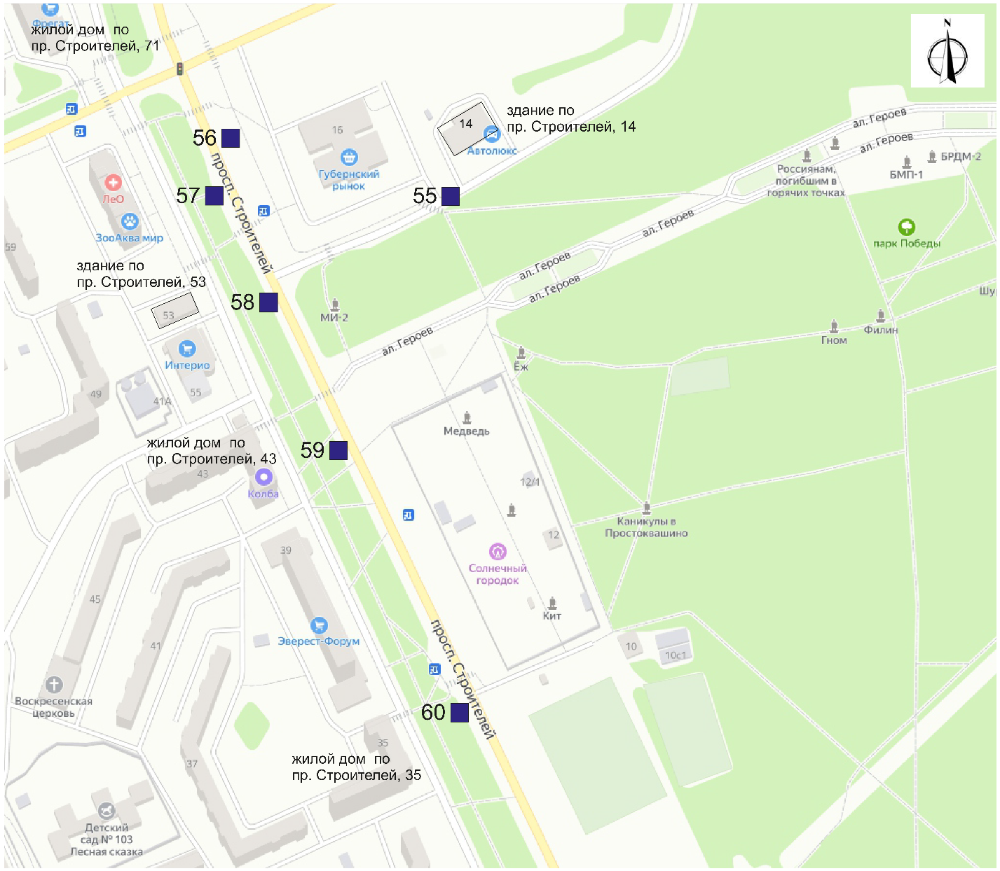 Фрегат
жилой дом по
пр. Строителей, 71
N
56
16
Губернский
рынок
14
Автолюкс
здание по
пр. Строителей, 14
ал. Героев
ал. Героев
Россиянам,
погибшим в
горячих точках
БМП-1
БРДМ-2
57
просп. Строителей
55
ЛеО
ЗооАква мир
59
ал. Героев
парк Победы
здание по
пр. Строителей, 53
53
58
МИ-2
ал. Героев
ал. Героев
ал. Героев
Шур
Филин
Гном
Интерио
55
Ёж
49
41А
Медведь
жилой дом по
пр. Строителей, 43
43
59
Колба
12/1
12
Каникулы в
Простоквашино
39
Солнечный
городок
45
Кит
41
Эверест-Форум
просп. Строителей
10
10с1
Воскресенская
церковь
60
35
37
жилой дом по
пр. Строителей, 35
Детский
сад № 103
Лесная сказка